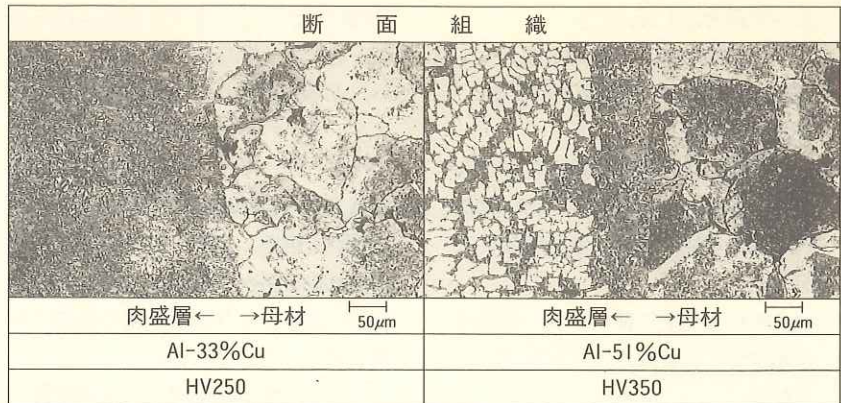 断面組織
肉盛層← →母材 50μm
肉盛層← →母材 50μm
Al-33%Cu
Al-51%Cu
HV250
HV350